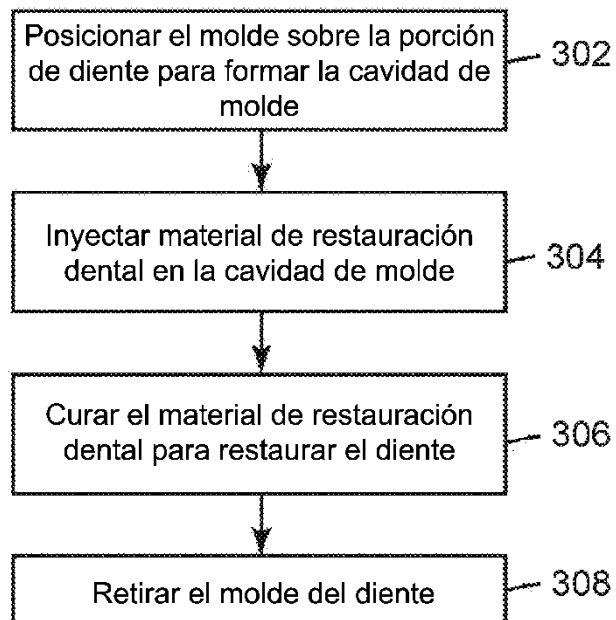 Posicionar el molde sobre la porción
de diente para formar la cavidad de
molde
302
Inyectar material de restauración
dental en la cavidad de molde
304
Curar el material de restauración
dental para restaurar el diente
306
Retirar el molde del diente
308